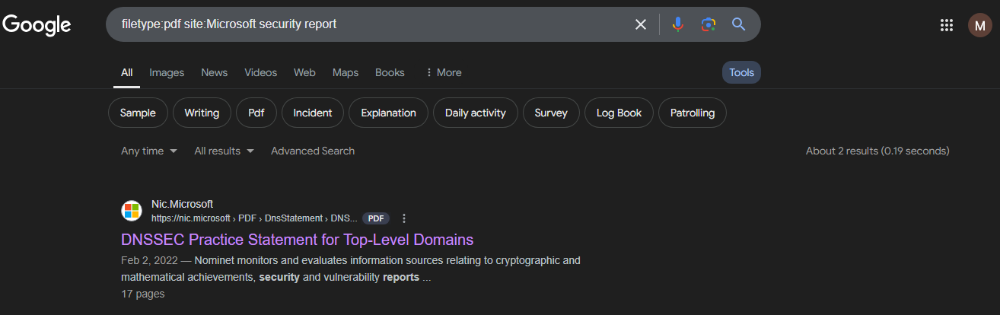 Google
filetype:pdf site:Microsoft security report
M
All Images News Videos Web Maps Books More Tools
Sample Writing Pdf Incident Explanation Daily activity Survey Log Book Patrolling
Any time All results Advanced Search About 2 results (0.19 seconds)
Nic.Microsoft
https://nic.microsoft › PDF › DnsStatement › DNS... PDF
DNSSEC Practice Statement for Top-Level Domains
Feb 2, 2022 — Nominet monitors and evaluates information sources relating to cryptographic and
mathematical achievements, security and vulnerability reports ...
17 pages